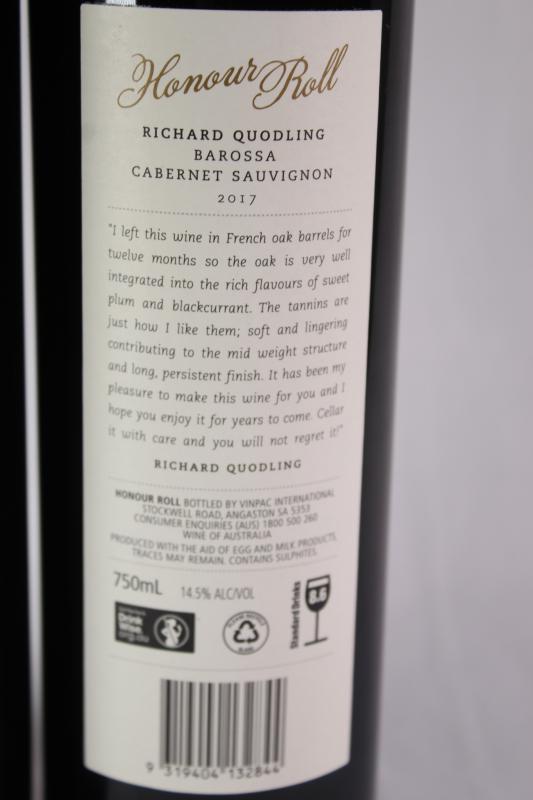 Honour Roll
RICHARD QUODLING
BAROSSA
CABERNET SAUVIGNON
2017
"I left this wine in French oak barrels for
twelve months so the oak is very well
integrated into the rich flavours of sweet
plum and blackcurrant. The tannins are
just how I like them; soft and lingering
contributing to the mid weight structure
and long, persistent finish. It has been my
pleasure to make this wine for you and I
hope you enjoy it for years to come. Cellar
it with care and you will not regret it!"
RICHARD QUODLING
HONOUR ROLL BOTTLED BY VINPAC INTERNATIONAL
STOCKWELL ROAD, ANGASTON SA 5353
CONSUMER ENQUIRIES (AUS) 1800 500 260
WINE OF AUSTRALIA
PRODUCED WITH THE AID OF EGG AND MILK PRODUCTS,
TRACES MAY REMAIN. CONTAINS SULPHITES.
750mL 14.5% ALC/VOL
Standard Drinks
8.6
Drink
Wise
.org.au
PLEASE RECYCLE
9 319404 132844